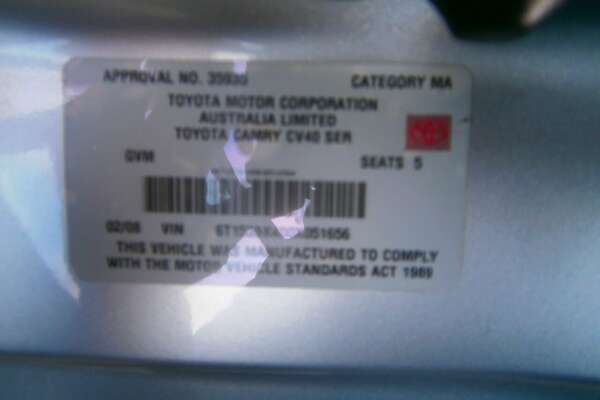 APPROVAL NO. CATEGORY MA
TOYOTA MOTOR CORPORATION
AUSTRALIA LIMITED
TOYOTA CAMRY CV40 SER
GVM SEATS 5
02/08 VIN
THIS VEHICLE WAS MANUFACTURED TO COMPLY
WITH THE MOTOR VEHICLE STANDARDS ACT 1989